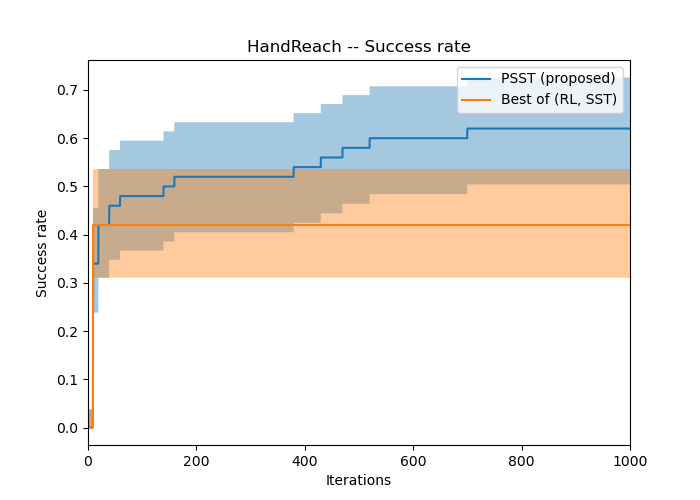 HandReach -- Success rate
PSST (proposed)
Best of (RL, SST)
Success rate
0.7
0.6
0.5
0.4
0.3
0.2
0.1
0.0
0 200 400 600 800 1000
Iterations